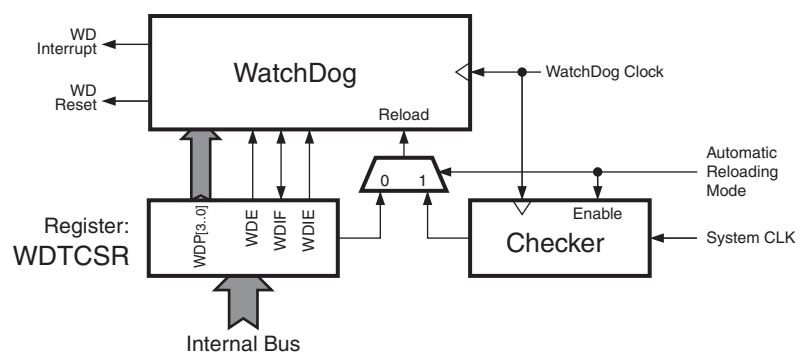 WD
Interrupt
WatchDog
WatchDog Clock
WD
Reset
Reload
Automatic
Reloading
Mode
0 1
Register:
WDTCSR
WDP[3..0]
WDE
WDIF
WDIE
Enable
Checker
System CLK
Internal Bus